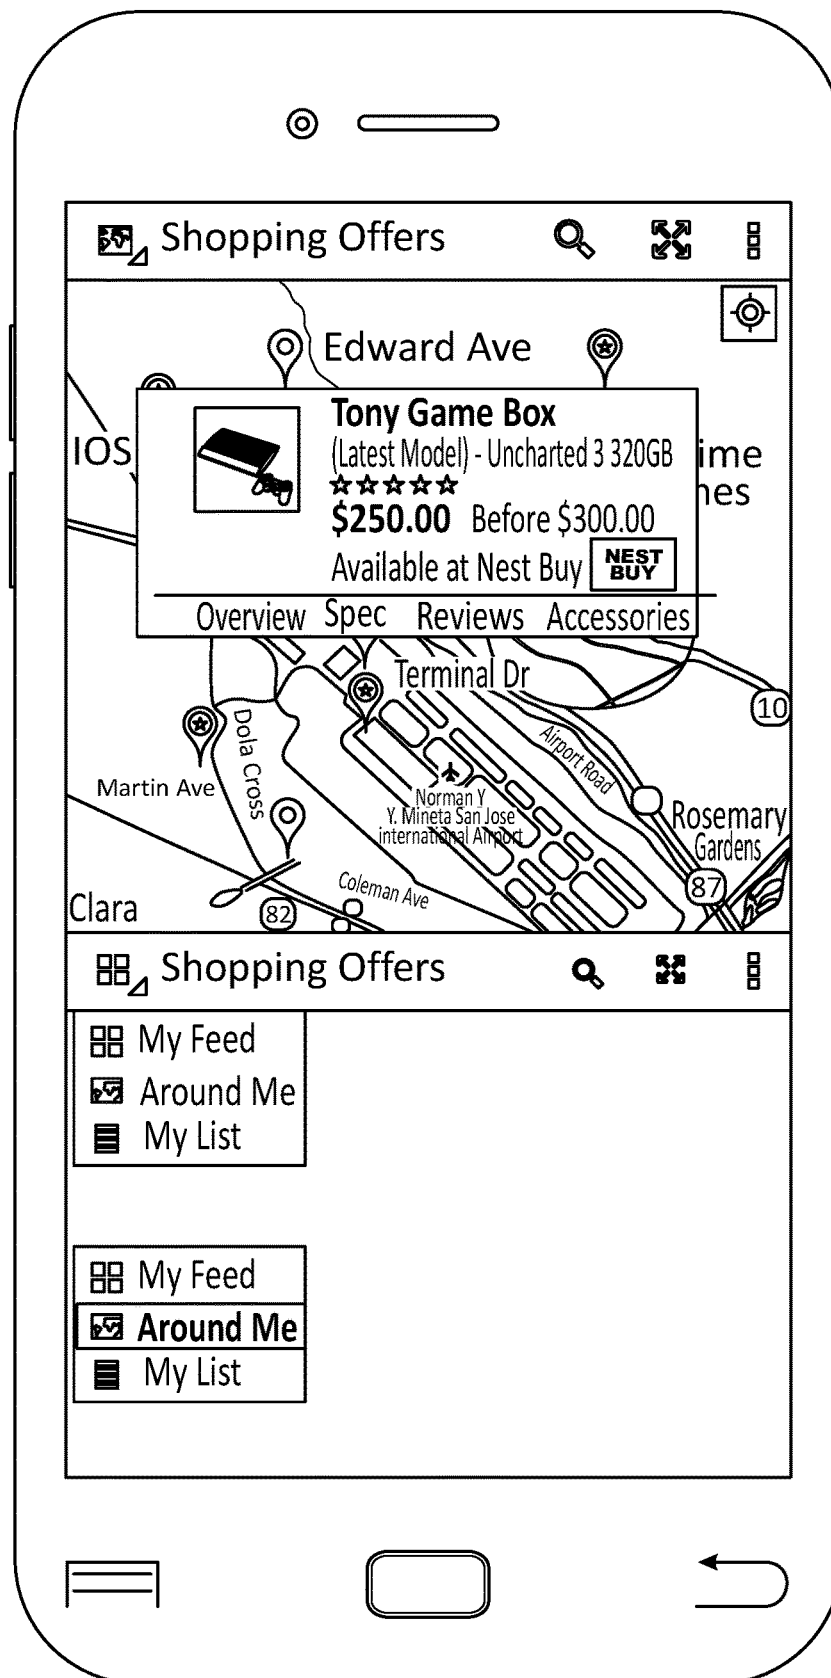 Shopping Offers
Edward Ave
Tony Game Box
IOS
(Latest Model) - Uncharted 3 320GB
ime
nes
$250.00 Before $300.00
Available at Nest Buy NEST BUY
Overview Spec Reviews Accessories
Terminal Dr
10
Dola Cross
Airport Road
Martin Ave
Norman Y
Y. Mineta San Jose
international Airport
Rosemary
Gardens
Coleman Ave
87
Clara
82
Shopping Offers
My Feed
Around Me
My List
My Feed
Around Me
My List